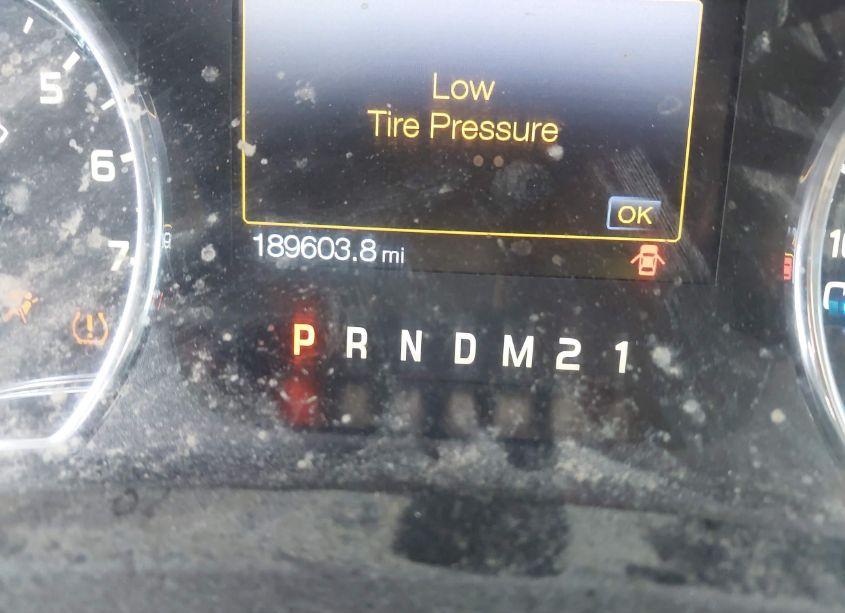 5
6
7
Low
Tire Pressure
OK
189603.8 mi
P R N D M 2 1